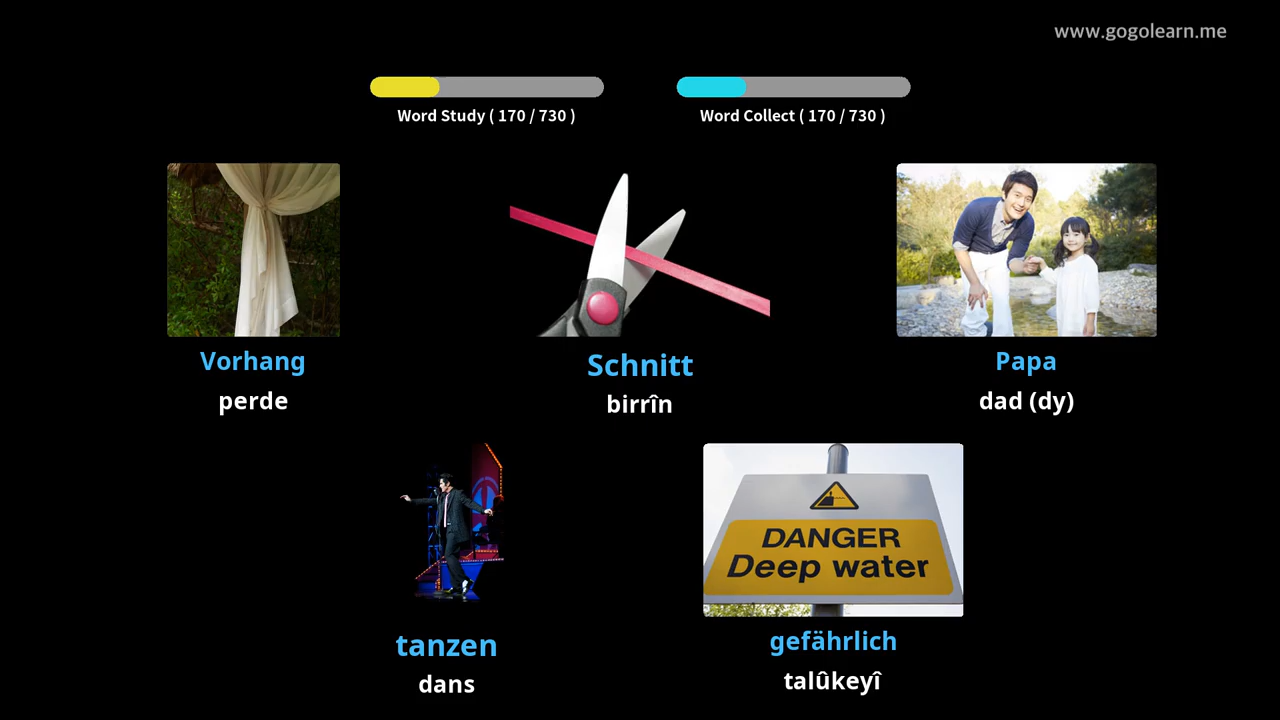 www.gogolearn.me
Word Study ( 170 / 730 )
Word Collect ( 170 / 730 )
Vorhang
perde
Schnitt
birrîn
Papa
dad (dy)
tanzen
dans
DANGER
Deep water
gefährlich
talûkeyî